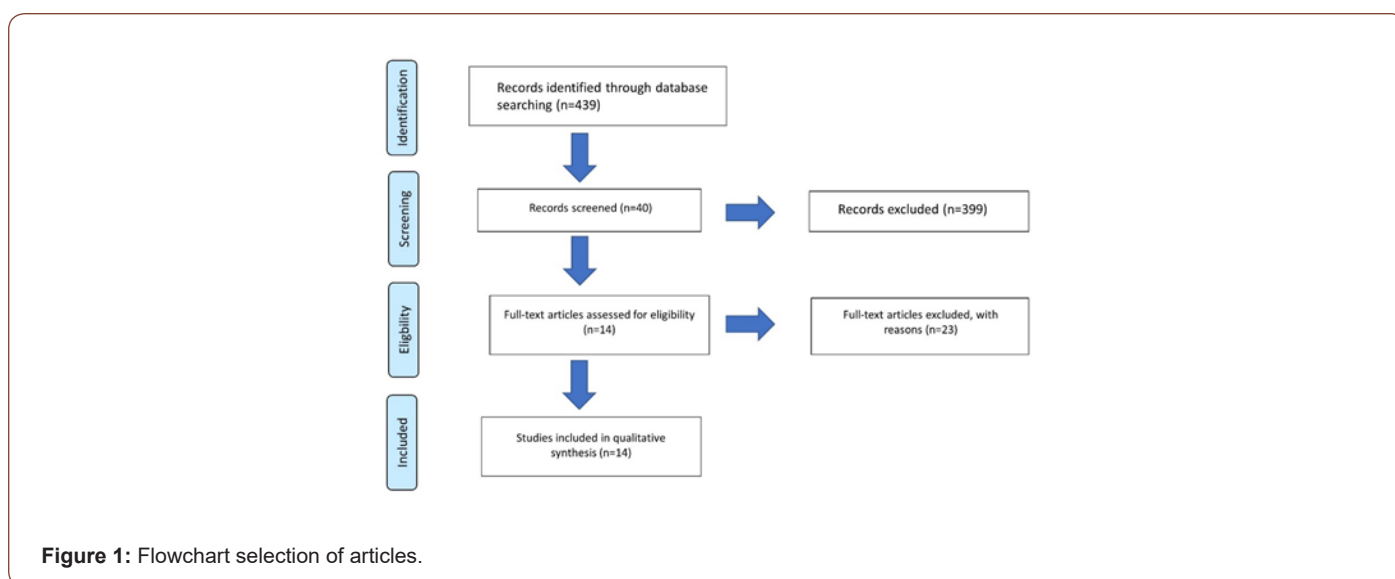 Identification
Records identified through database
searching (n=439)
Screening
Records screened (n=40)
Records excluded (n=399)
Eligbility
Full-text articles assessed for eligibility
(n=14)
Full-text articles excluded, with
reasons (n=23)
Included
Studies included in qualitative
synthesis (n=14)
Figure 1: Flowchart selection of articles.